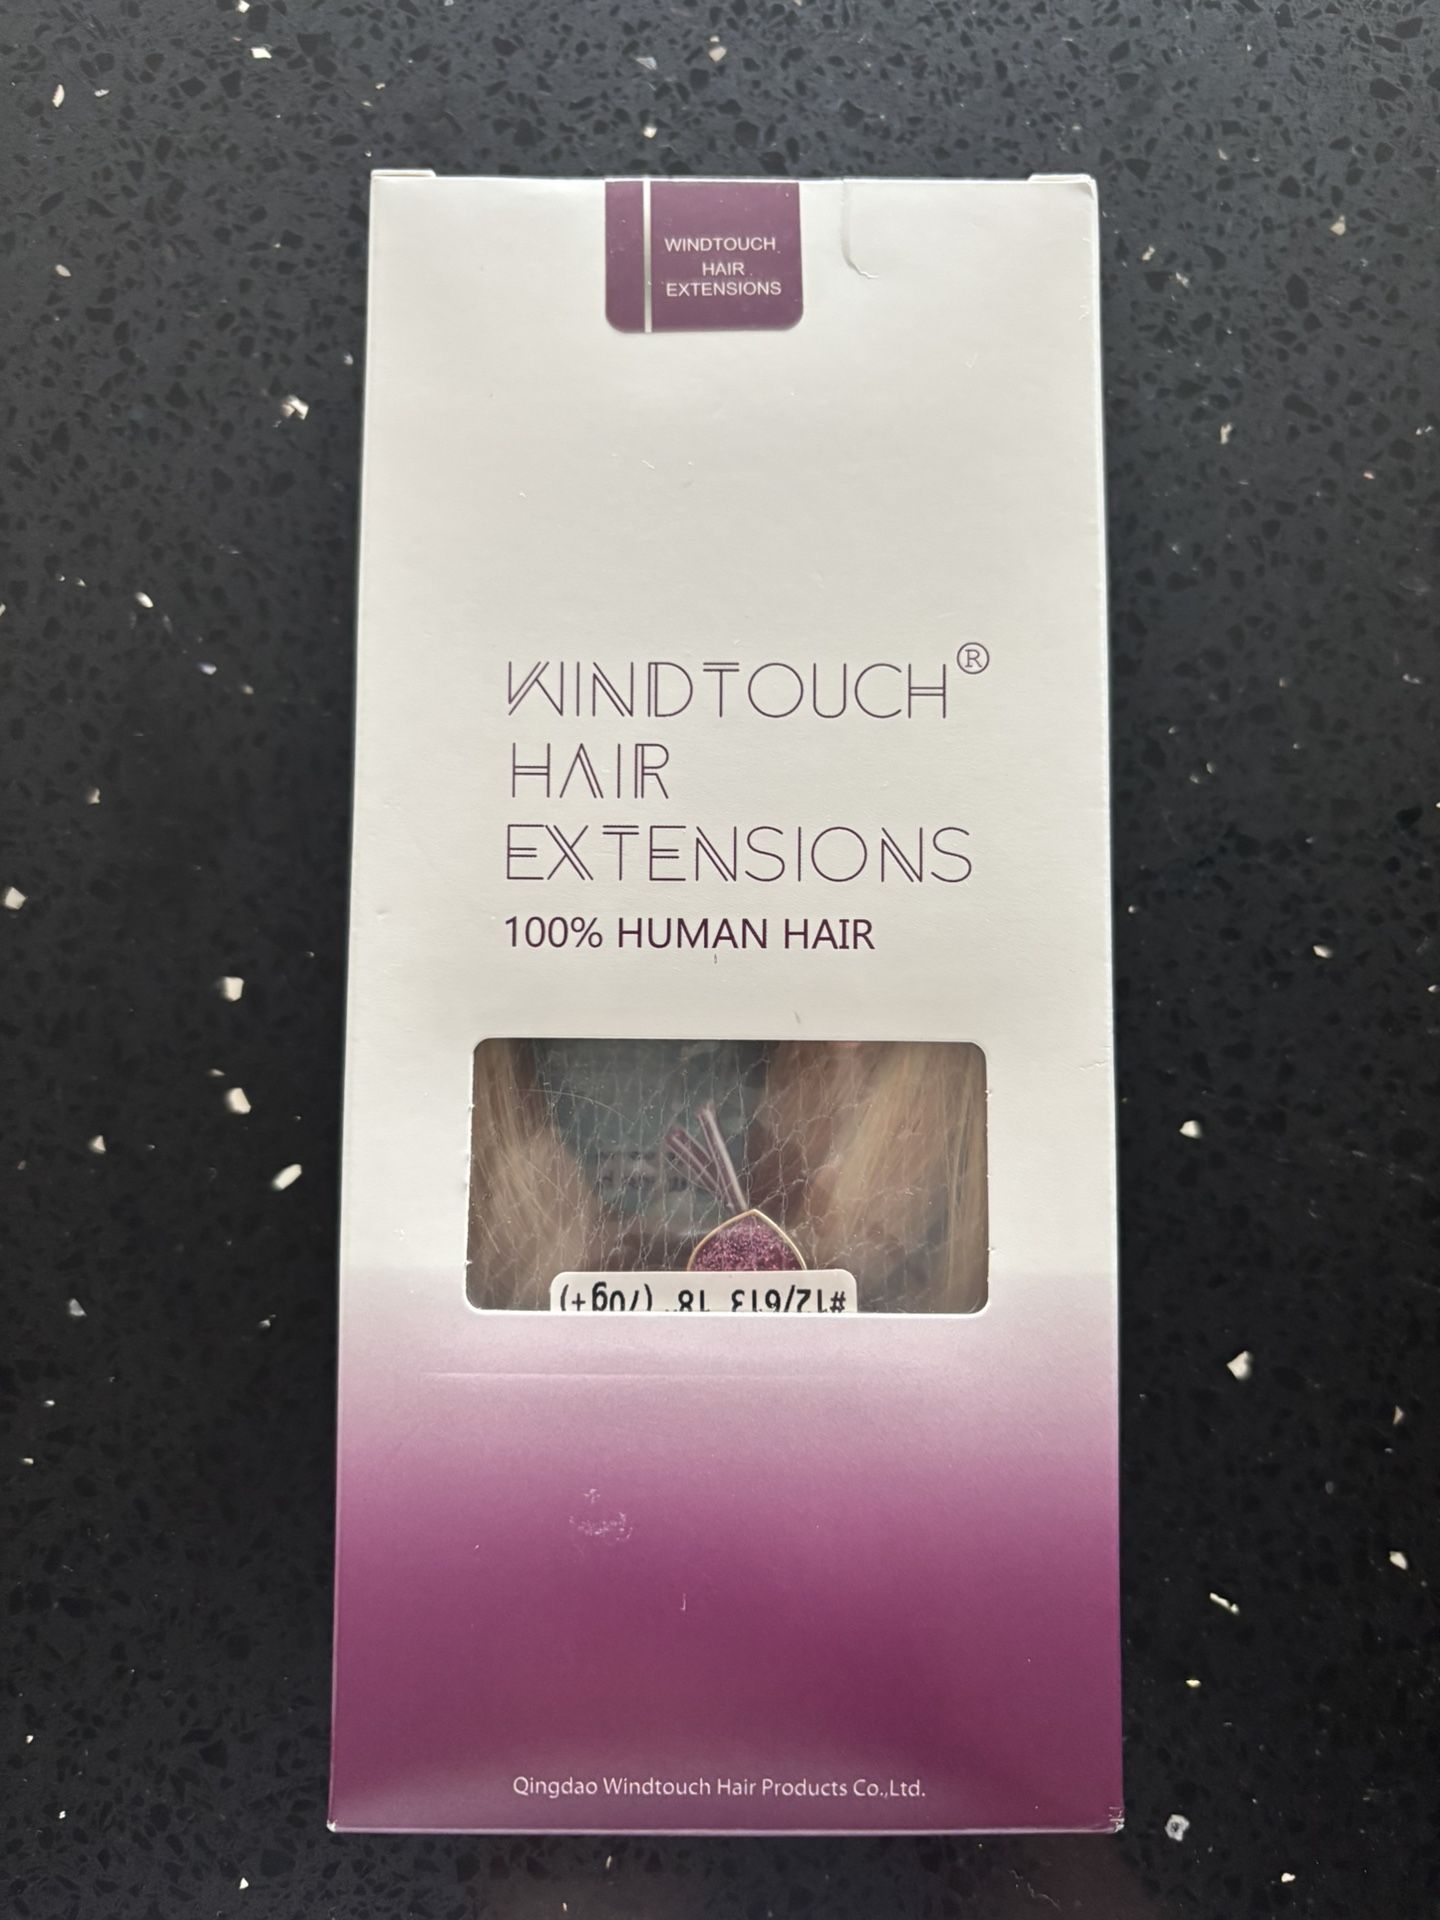 WINDTOUCH
HAIR
EXTENSIONS
WINDTOUCH®
HAIR
EXTENSIONS
100% HUMAN HAIR
#12/613 18" (70g+)
Qingdao Windtouch Hair Products Co.,Ltd.